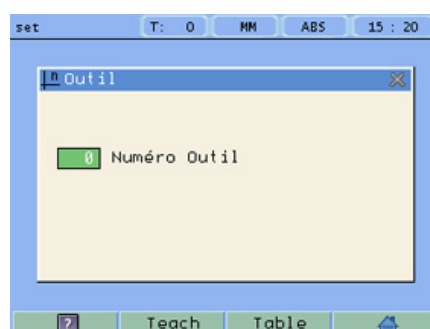 set T: 0 MM ABS 15 : 20
n Outil
0 Numéro Outil
? Teach Table